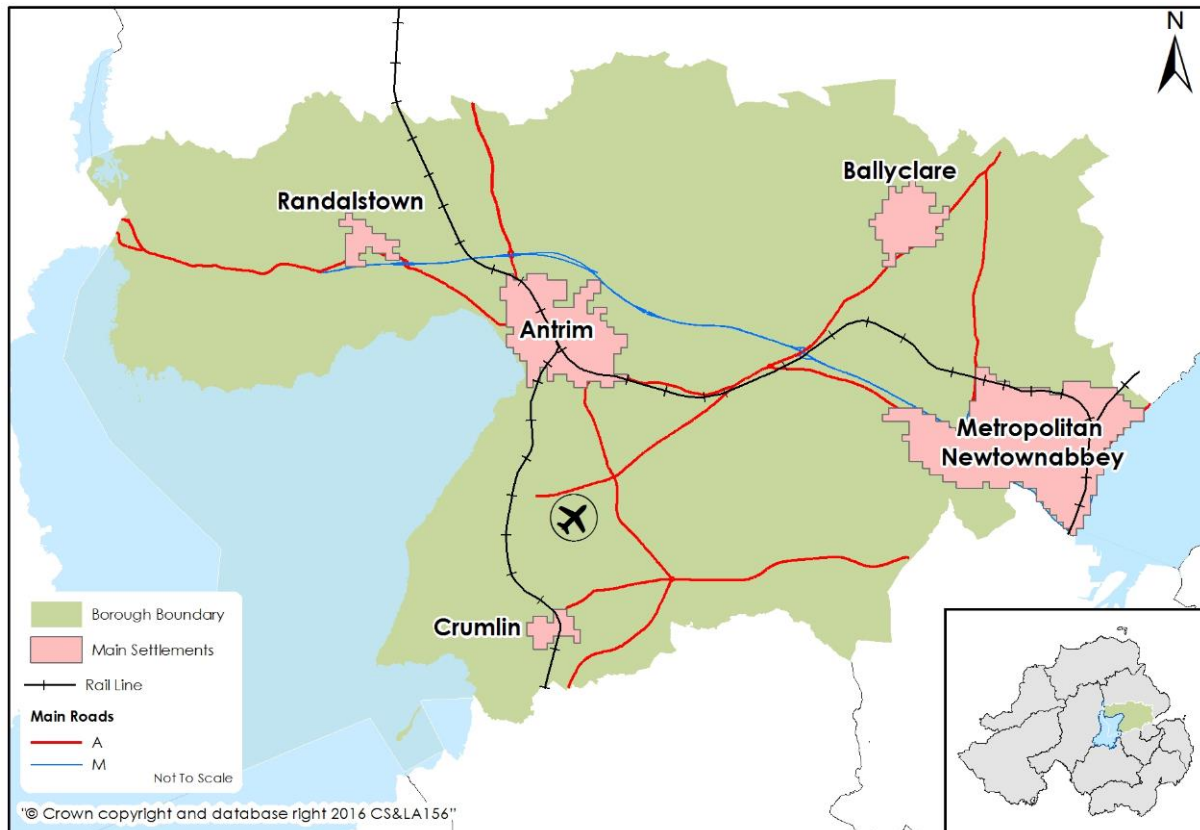 N
Ballyclare
Randalstown
Antrim
Metropolitan
Newtownabbey
Crumlin
Borough Boundary
Main Settlements
Rail Line
Main Roads
A
M
Not To Scale
"© Crown copyright and database right 2016 CS&LA156"